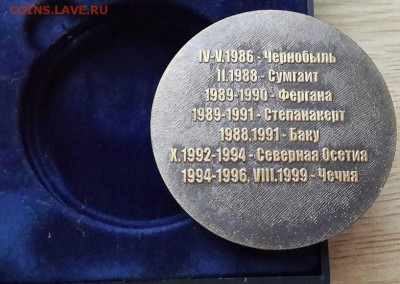 COINS.LAVE.RU
IV-V.1986 - Чернобыль
II.1988 - Сумгаит
1989-1990 - Фергана
1989-1991 - Степанакерт
1988,1991 - Баку
X.1992-1994 - Северная Осетия
1994-1996, VIII.1999 - Чечня